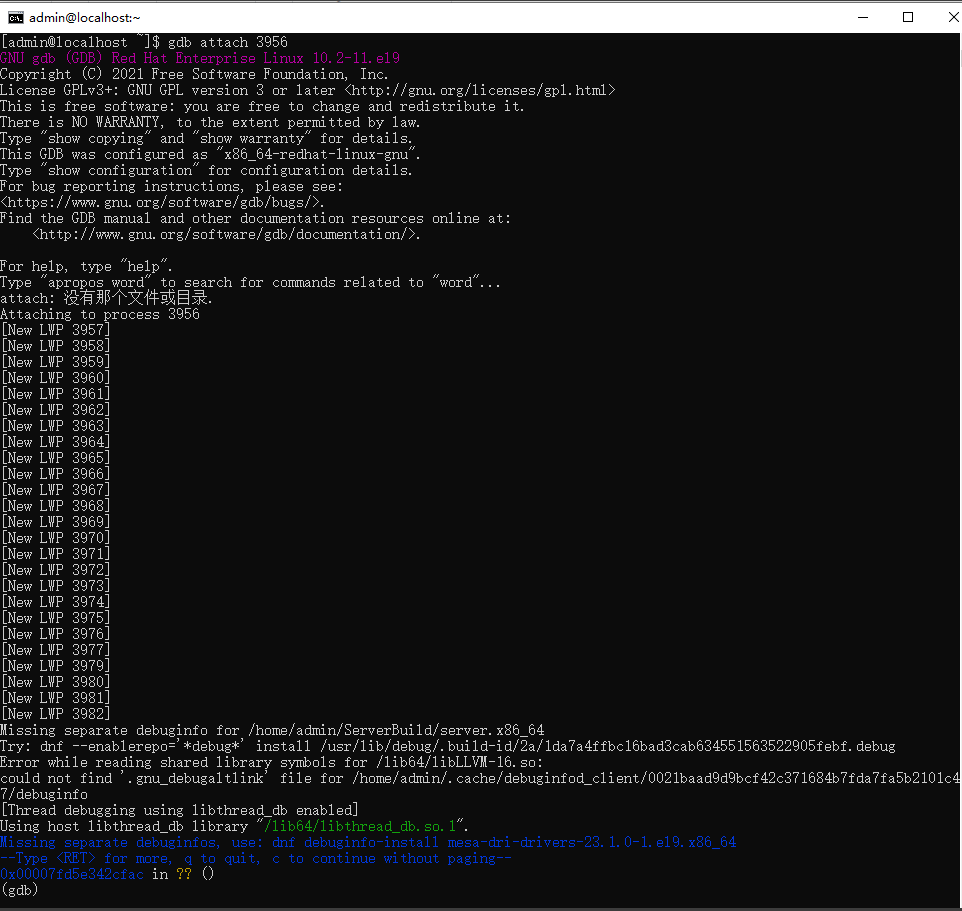 admin@localhost:~
[admin@localhost ~]$ gdb attach 3956
GNU gdb (GDB) Red Hat Enterprise Linux 10.2-11.el9
Copyright (C) 2021 Free Software Foundation, Inc.
License GPLv3+: GNU GPL version 3 or later <http://gnu.org/licenses/gpl.html>
This is free software: you are free to change and redistribute it.
There is NO WARRANTY, to the extent permitted by law.
Type "show copying" and "show warranty" for details.
This GDB was configured as "x86_64-redhat-linux-gnu".
Type "show configuration" for configuration details.
For bug reporting instructions, please see:
<https://www.gnu.org/software/gdb/bugs/>.
Find the GDB manual and other documentation resources online at:
    <http://www.gnu.org/software/gdb/documentation/>.

For help, type "help".
Type "apropos word" to search for commands related to "word"...
attach: 没有那个文件或目录.
Attaching to process 3956
[New LWP 3957]
[New LWP 3958]
[New LWP 3959]
[New LWP 3960]
[New LWP 3961]
[New LWP 3962]
[New LWP 3963]
[New LWP 3964]
[New LWP 3965]
[New LWP 3966]
[New LWP 3967]
[New LWP 3968]
[New LWP 3969]
[New LWP 3970]
[New LWP 3971]
[New LWP 3972]
[New LWP 3973]
[New LWP 3974]
[New LWP 3975]
[New LWP 3976]
[New LWP 3977]
[New LWP 3979]
[New LWP 3980]
[New LWP 3981]
[New LWP 3982]
Missing separate debuginfo for /home/admin/ServerBuild/server.x86_64
Try: dnf --enablerepo='*debug*' install /usr/lib/debug/.build-id/2a/1da7a4ffbc16bad3cab634551563522905febf.debug
Error while reading shared library symbols for /lib64/libLLVM-16.so:
could not find '.gnu_debugaltlink' file for /home/admin/.cache/debuginfod_client/0021baad9d9bcf42c371684b7fda7fa5b2101c4
7/debuginfo
[Thread debugging using libthread_db enabled]
Using host libthread_db library "/lib64/libthread_db.so.1".
Missing separate debuginfos, use: dnf debuginfo-install mesa-dri-drivers-23.1.0-1.el9.x86_64
--Type <RET> for more, q to quit, c to continue without paging--
0x00007fd5e342cfac in ?? ()
(gdb)